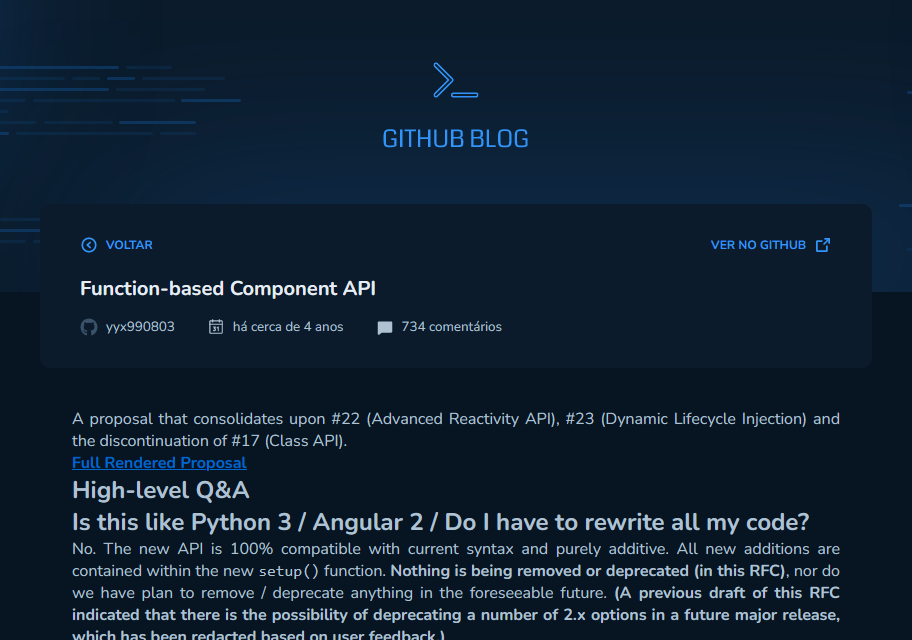 GITHUB BLOG
VOLTAR
VER NO GITHUB
Function-based Component API
yyx990803
31
há cerca de 4 anos
734 comentários
A proposal that consolidates upon #22 (Advanced Reactivity API), #23 (Dynamic Lifecycle Injection) and
the discontinuation of #17 (Class API).
Full Rendered Proposal
High-level Q&A
Is this like Python 3 / Angular 2 / Do I have to rewrite all my code?
No. The new API is 100% compatible with current syntax and purely additive. All new additions are
contained within the new setup() function. Nothing is being removed or deprecated (in this RFC), nor do
we have plan to remove / deprecate anything in the foreseeable future. (A previous draft of this RFC
indicated that there is the possibility of deprecating a number of 2.x options in a future major release,
which has been redacted based on user feedback.)